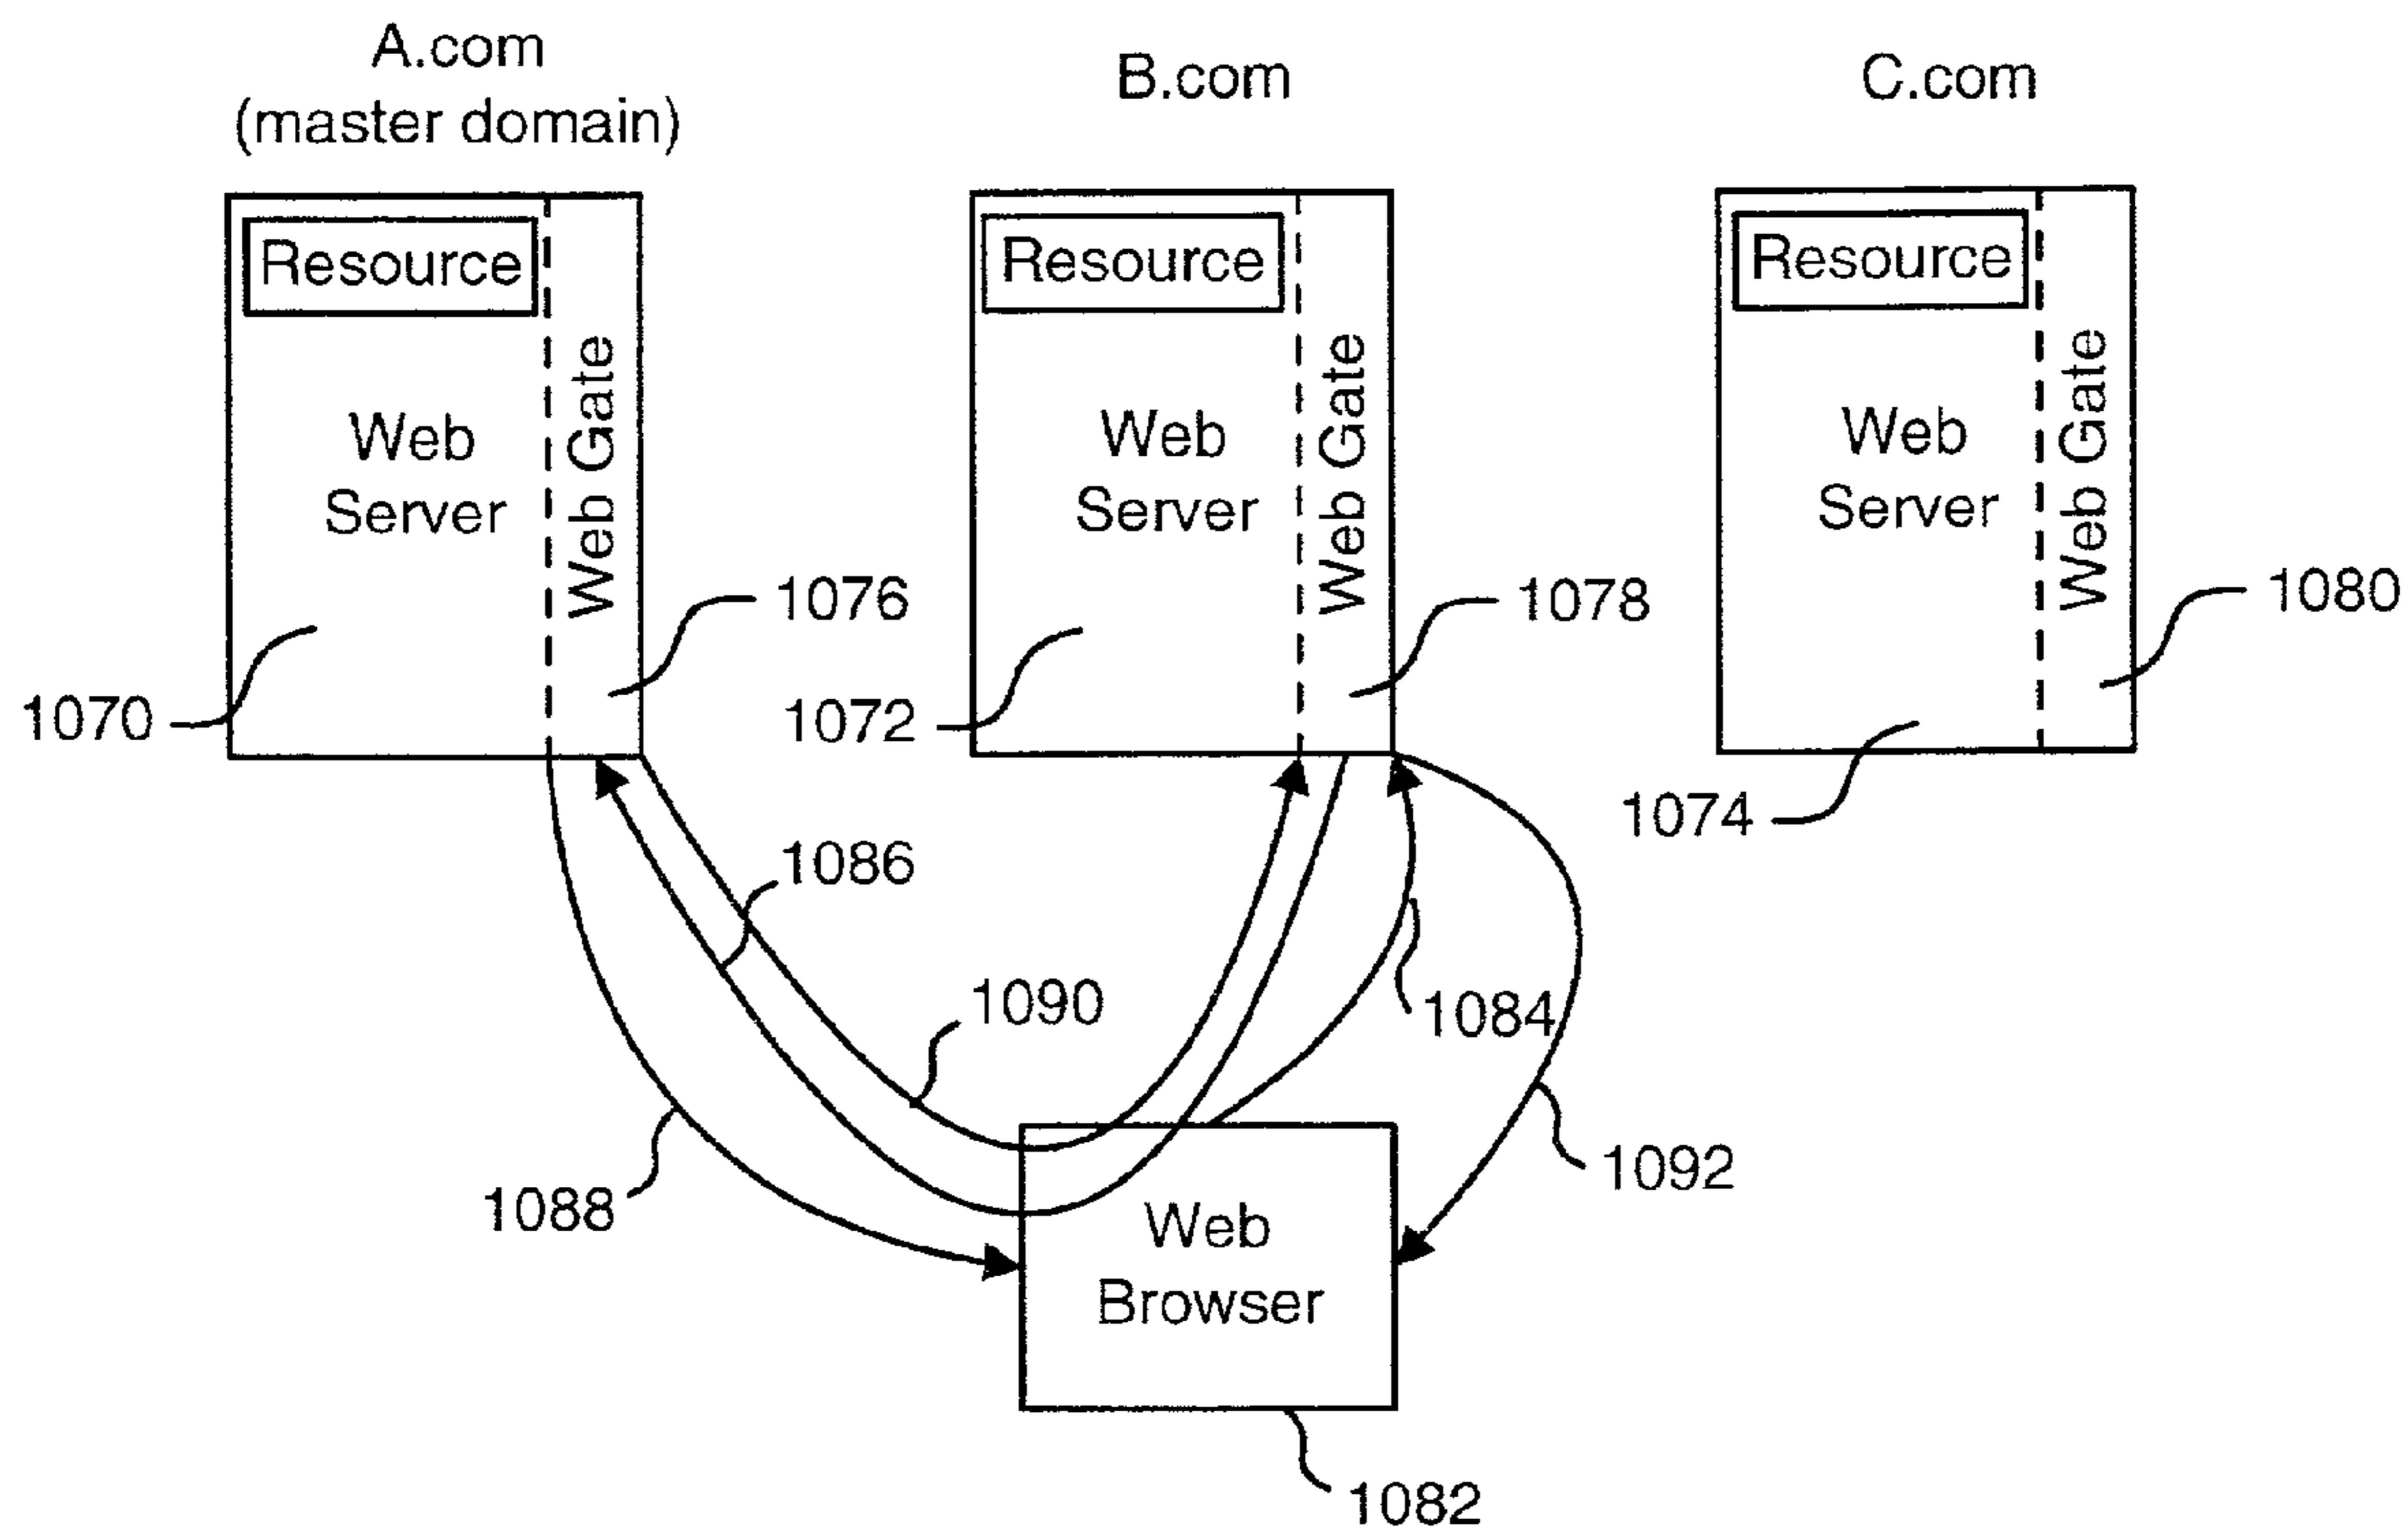 A.com
(master domain)
B.com
C.com
Resource
Web
Server
Web Gate
Resource
Web
Server
Web Gate
Resource
Web
Server
Web Gate
1070
1076
1072
1078
1074
1080
1086
1090
1084
1088
1092
Web
Browser
1082